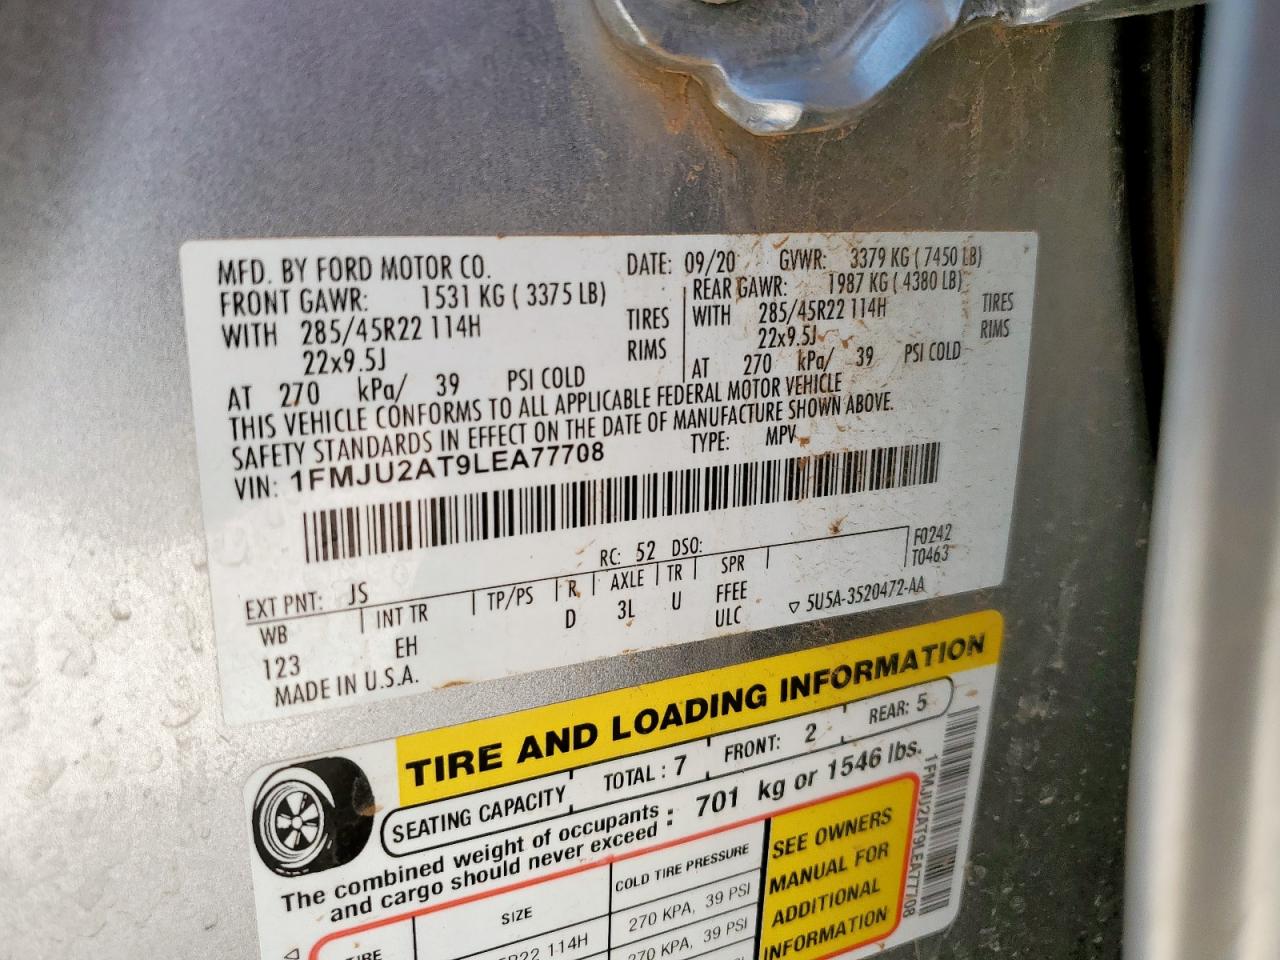 MFD. BY FORD MOTOR CO. DATE: 09/20 GVWR: 3379 KG ( 7450 LB)
FRONT GAWR: 1531 KG ( 3375 LB) REAR GAWR: 1987 KG ( 4380 LB)
WITH 285/45R22 114H TIRES WITH 285/45R22 114H TIRES
22x9.5J RIMS 22x9.5J RIMS
AT 270 kPa/ 39 PSI COLD AT 270 kPa/ 39 PSI COLD
THIS VEHICLE CONFORMS TO ALL APPLICABLE FEDERAL MOTOR VEHICLE
SAFETY STANDARDS IN EFFECT ON THE DATE OF MANUFACTURE SHOWN ABOVE.
VIN: 1FMJU2AT9LEA77708 TYPE: MPV
EXT PNT: JS RC: 52 DSO: F0242
T0463
WB INT TR TP/PS R AXLE TR SPR
123 EH D 3L U FFEE
ULC
MADE IN U.S.A. 5U5A-3520472-AA
TIRE AND LOADING INFORMATION
SEATING CAPACITY TOTAL : 7 FRONT: 2 REAR: 5
The combined weight of occupants
and cargo should never exceed : 701 kg or 1546 lbs.
SIZE COLD TIRE PRESSURE
114H 270 KPA, 39 PSI
270 KPA, 39 PSI
SEE OWNERS
MANUAL FOR
ADDITIONAL
INFORMATION
1FMJU2AT9LEA77708